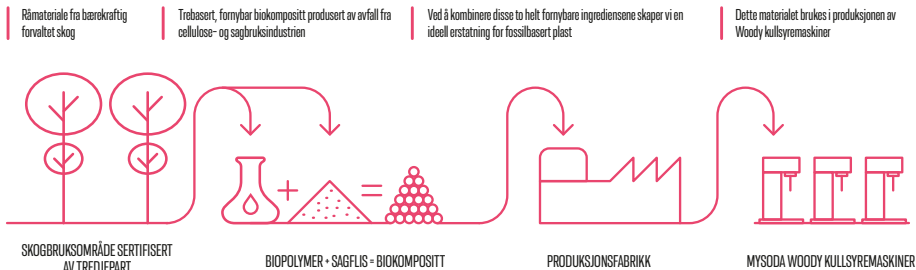 Råmateriale fra bærekraftig
forvaltet skog
Trebasert, fornybar biokompositt produsert av avfall fra
cellulose- og sagbruksindustrien
Ved å kombinere disse to helt fornybare ingrediensene skaper vi en
ideell erstatning for fossilbasert plast
Dette materialet brukes i produksjonen av
Woody kullsyremaskiner
SKOGBRUKSOMRÅDE SERTIFISERT
AV TREDJEPART
BIOPOLYMER + SAGFLIS = BIOKOMPOSITT
PRODUKSJONSFABRIKK
MYSODA WOODY KULLSYREMASKINER